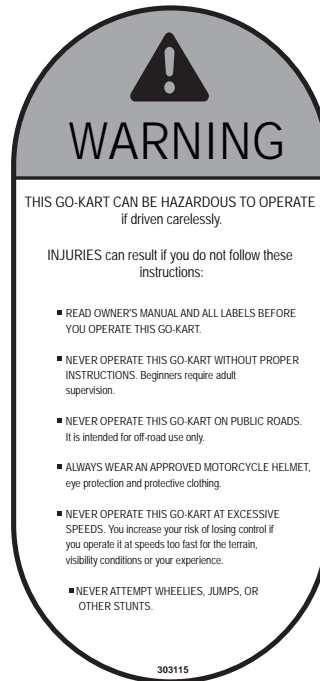 WARNING
THIS GO-KART CAN BE HAZARDOUS TO OPERATE
if driven carelessly.
INJURIES can result if you do not follow these
instructions:
■ READ OWNER'S MANUAL AND ALL LABELS BEFORE
YOU OPERATE THIS GO-KART.
■ NEVER OPERATE THIS GO-KART WITHOUT PROPER
INSTRUCTIONS. Beginners require adult
supervision.
■ NEVER OPERATE THIS GO-KART ON PUBLIC ROADS.
It is intended for off-road use only.
■ ALWAYS WEAR AN APPROVED MOTORCYCLE HELMET,
eye protection and protective clothing.
■ NEVER OPERATE THIS GO-KART AT EXCESSIVE
SPEEDS. You increase your risk of losing control if
you operate it at speeds too fast for the terrain,
visibility conditions or your experience.
■ NEVER ATTEMPT WHEELIES, JUMPS, OR
OTHER STUNTS.
303115